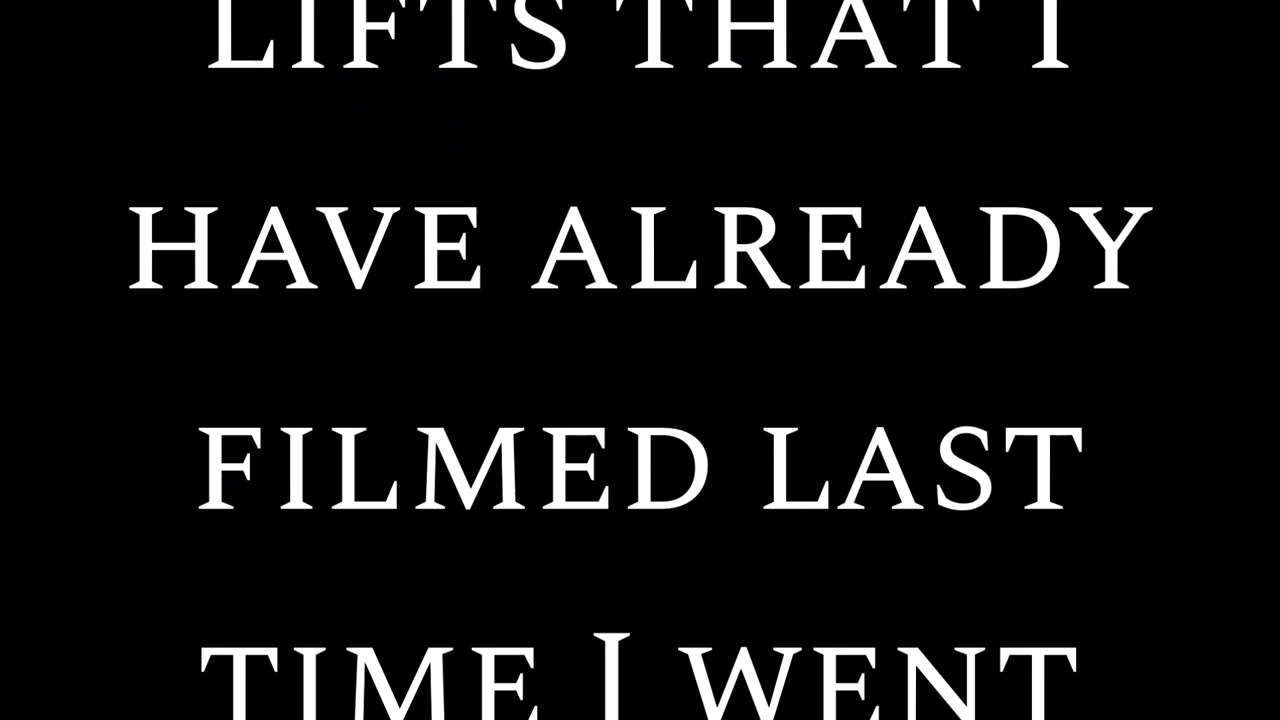 LIFTS THAT I
HAVE ALREADY
FILMED LAST
TIME I WENT